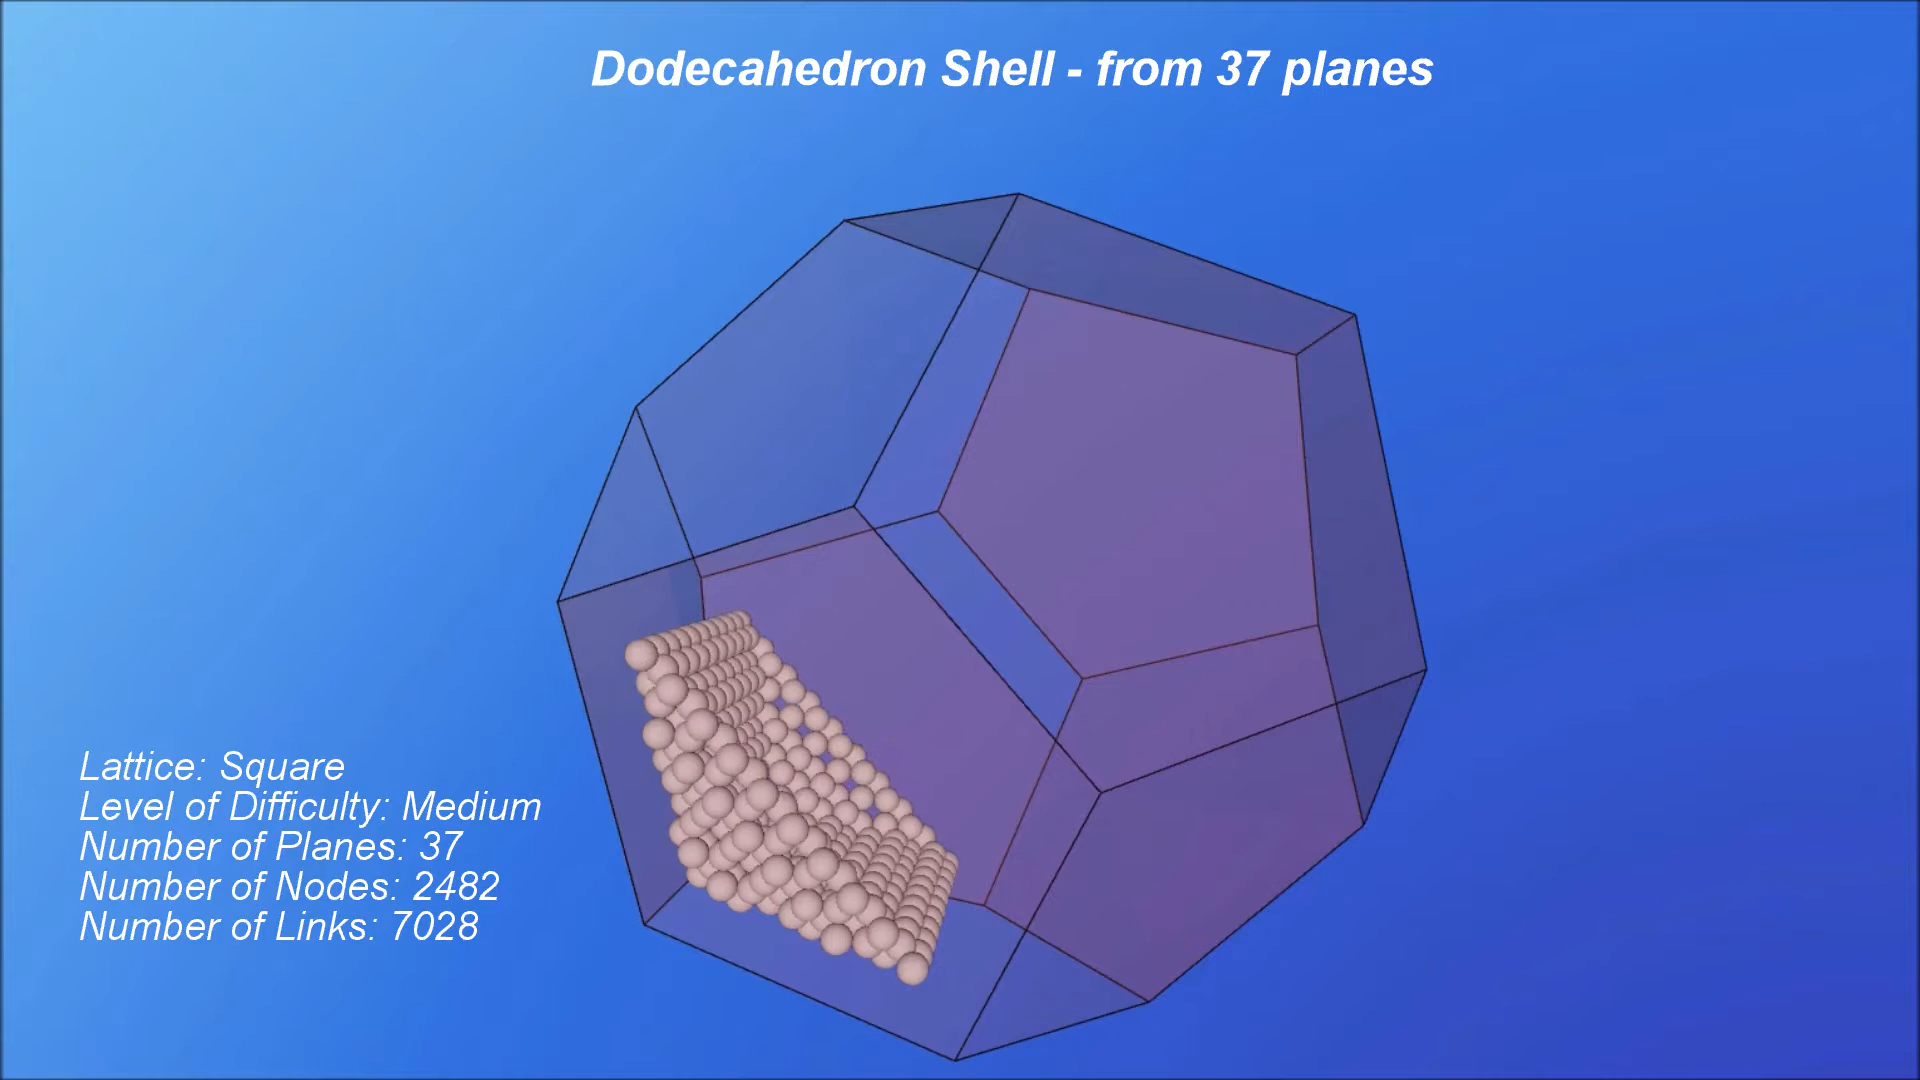 Dodecahedron Shell - from 37 planes
Lattice: Square
Level of Difficulty: Medium
Number of Planes: 37
Number of Nodes: 2482
Number of Links: 7028